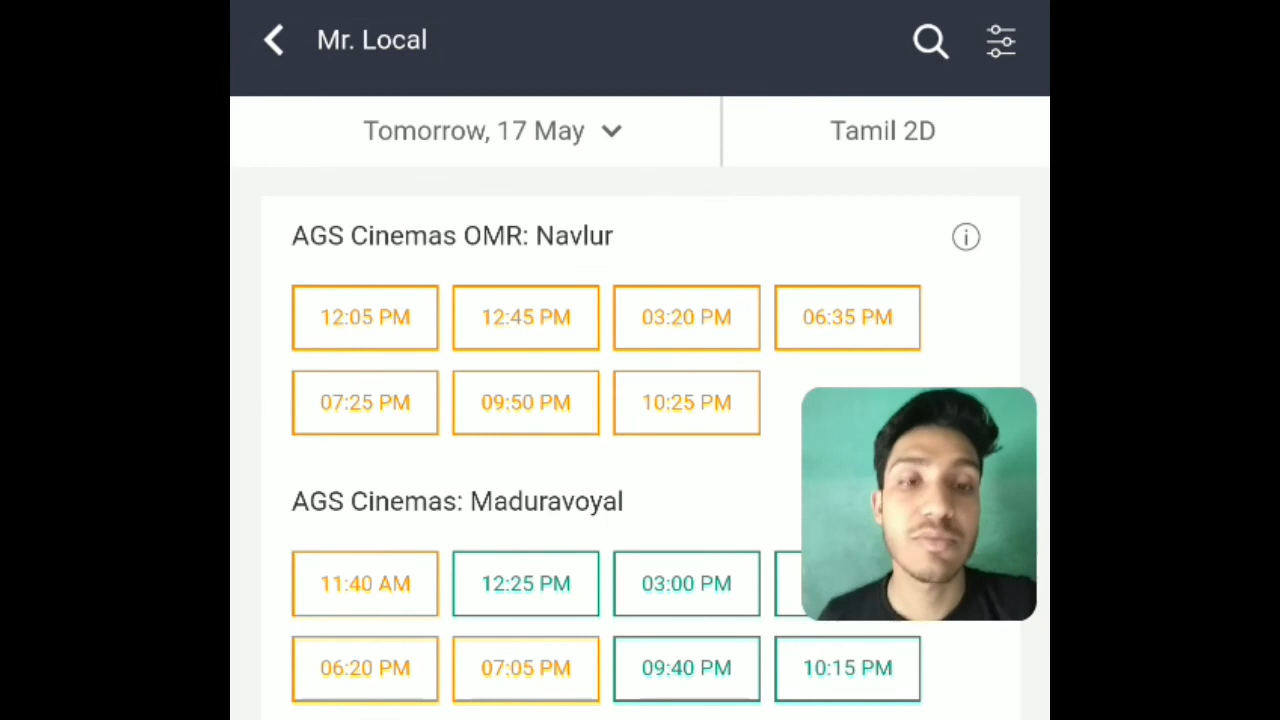 Mr. Local
Tomorrow, 17 May
Tamil 2D
AGS Cinemas OMR: Navlur
12:05 PM
12:45 PM
03:20 PM
06:35 PM
07:25 PM
09:50 PM
10:25 PM
AGS Cinemas: Maduravoyal
11:40 AM
12:25 PM
03:00 PM
06:20 PM
07:05 PM
09:40 PM
10:15 PM